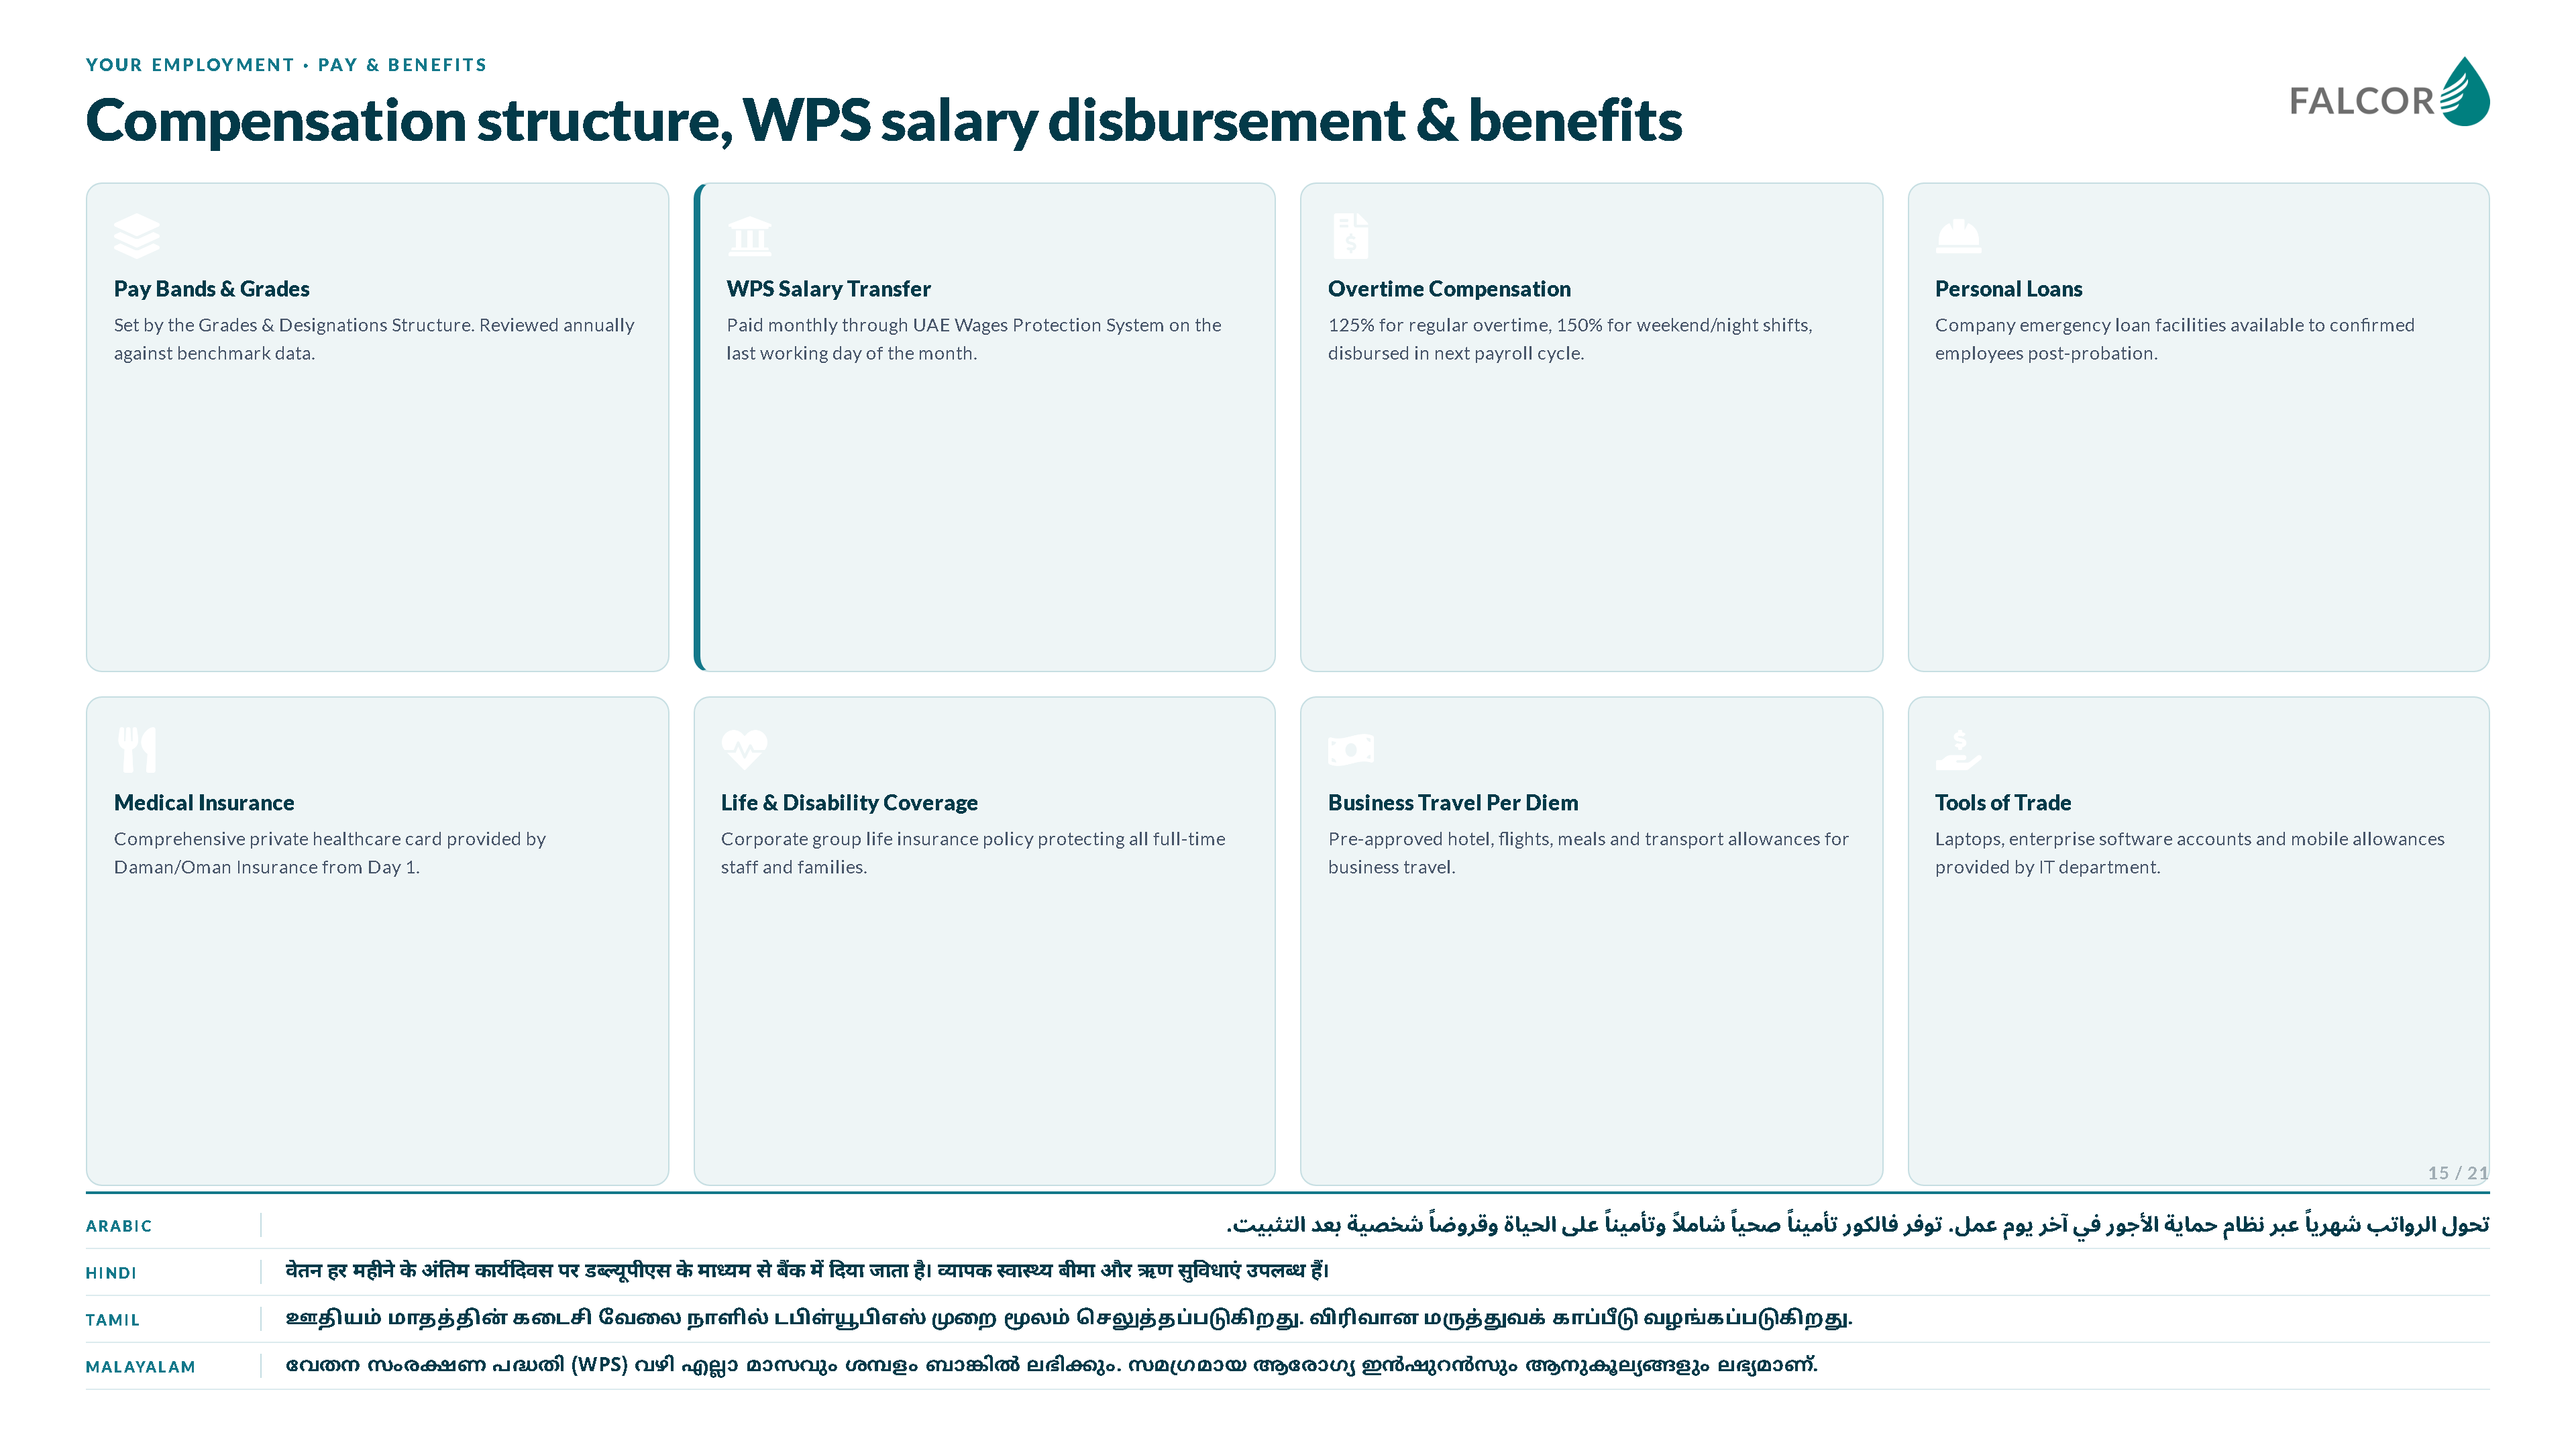 YOUR EMPLOYMENT · PAY & BENEFITS
Compensation structure, WPS salary disbursement & benefits
FALCOR
Pay Bands & Grades
Set by the Grades & Designations Structure. Reviewed annually
against benchmark data.
WPS Salary Transfer
Paid monthly through UAE Wages Protection System on the
last working day of the month.
Overtime Compensation
125% for regular overtime, 150% for weekend/night shifts,
disbursed in next payroll cycle.
Personal Loans
Company emergency loan facilities available to confirmed
employees post-probation.
Medical Insurance
Comprehensive private healthcare card provided by
Daman/Oman Insurance from Day 1.
Life & Disability Coverage
Corporate group life insurance policy protecting all full-time
staff and families.
Business Travel Per Diem
Pre-approved hotel, flights, meals and transport allowances for
business travel.
Tools of Trade
Laptops, enterprise software accounts and mobile allowances
provided by IT department.
15 / 21
ARABIC
تحول الرواتب شهرياً عبر نظام حماية الأجور في آخر يوم عمل. توفر فالكور تأميناً صحياً شاملاً وتأميناً على الحياة وقروضاً شخصية بعد التثبيت.
HINDI
वेतन हर महीने के अंतिम कार्यदिवस पर डब्ल्यूपीएस के माध्यम से बैंक में दिया जाता है। व्यापक स्वास्थ्य बीमा और ऋण सुविधाएं उपलब्ध हैं।
TAMIL
ஊதியம் மாதத்தின் கடைசி வேலை நாளில் டபிள்யூபிஎஸ் முறை மூலம் செலுத்தப்படுகிறது. விரிவான மருத்துவக் காப்பீடு வழங்கப்படுகிறது.
MALAYALAM
വേതന സംരക്ഷണ പദ്ധതി (WPS) വഴി എല്ലാ മാസവും ശമ്പളം ബാങ്കിൽ ലഭിക്കും. സമഗ്രമായ ആരോഗ്യ ഇൻഷുറൻസും ആനുകൂല്യങ്ങളും ലഭ്യമാണ്.